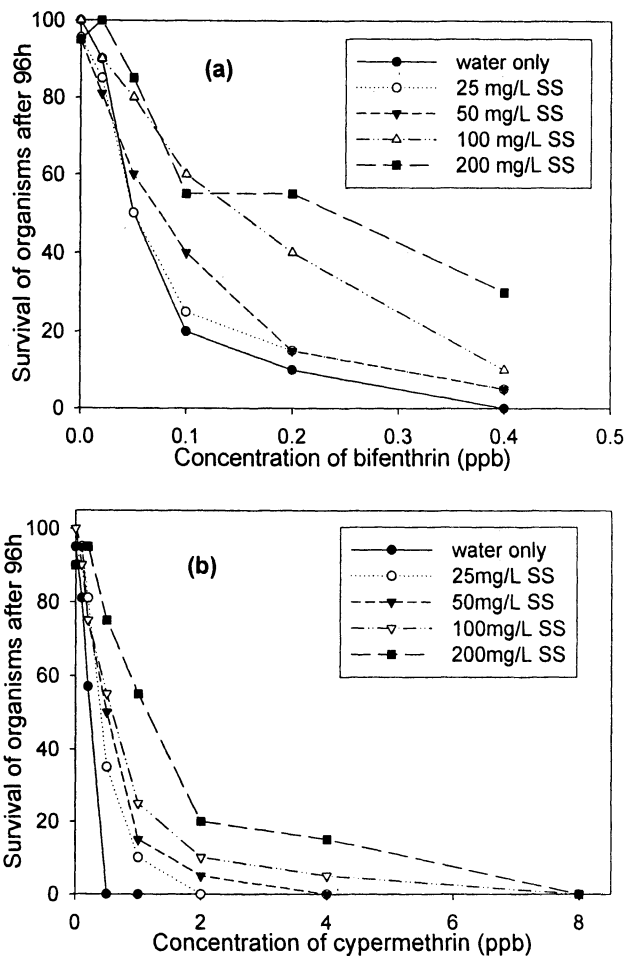 100
80
60
40
20
0
Survival of organisms after 96h
(a)
water only
25 mg/L SS
50 mg/L SS
100 mg/L SS
200 mg/L SS
0.0
0.1
0.2
0.3
0.4
0.5
Concentration of bifenthrin (ppb)
100
80
60
40
20
0
Survival of organisms after 96h
(b)
water only
25mg/L SS
50mg/L SS
100mg/L SS
200mg/L SS
0
2
4
6
8
Concentration of cypermethrin (ppb)